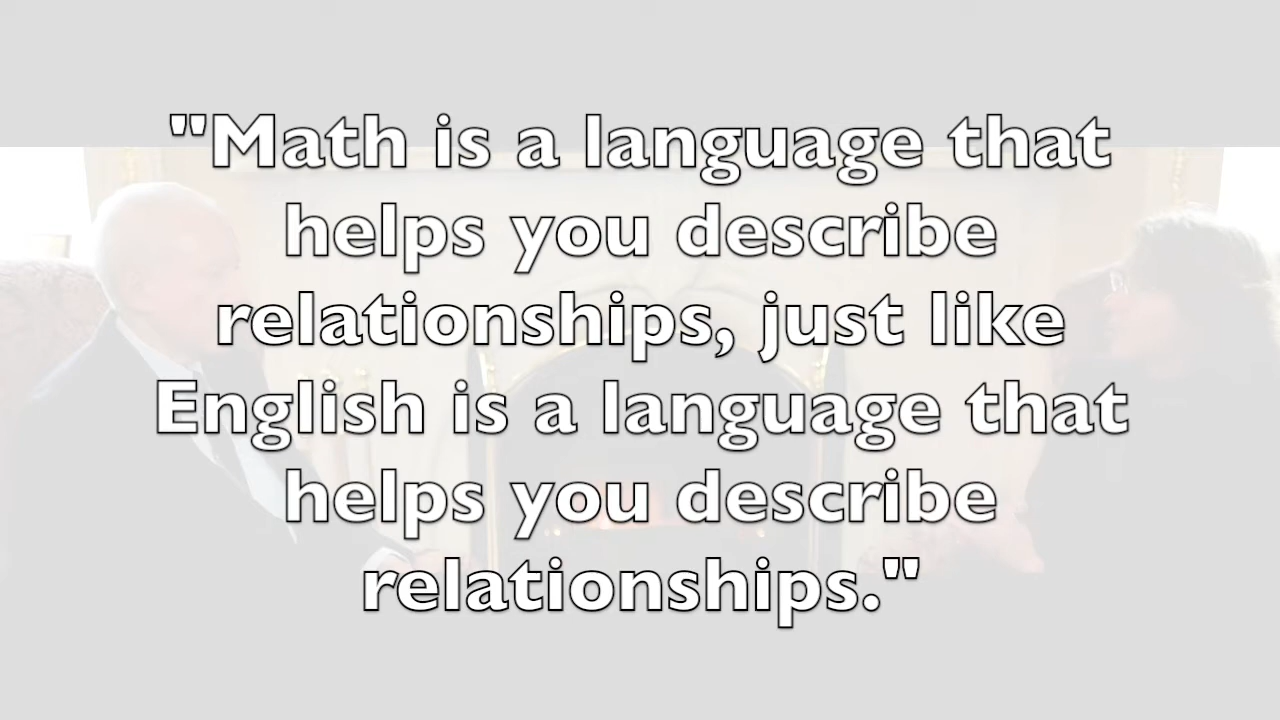 "Math is a language that
helps you describe
relationships, just like
English is a language that
helps you describe
relationships."